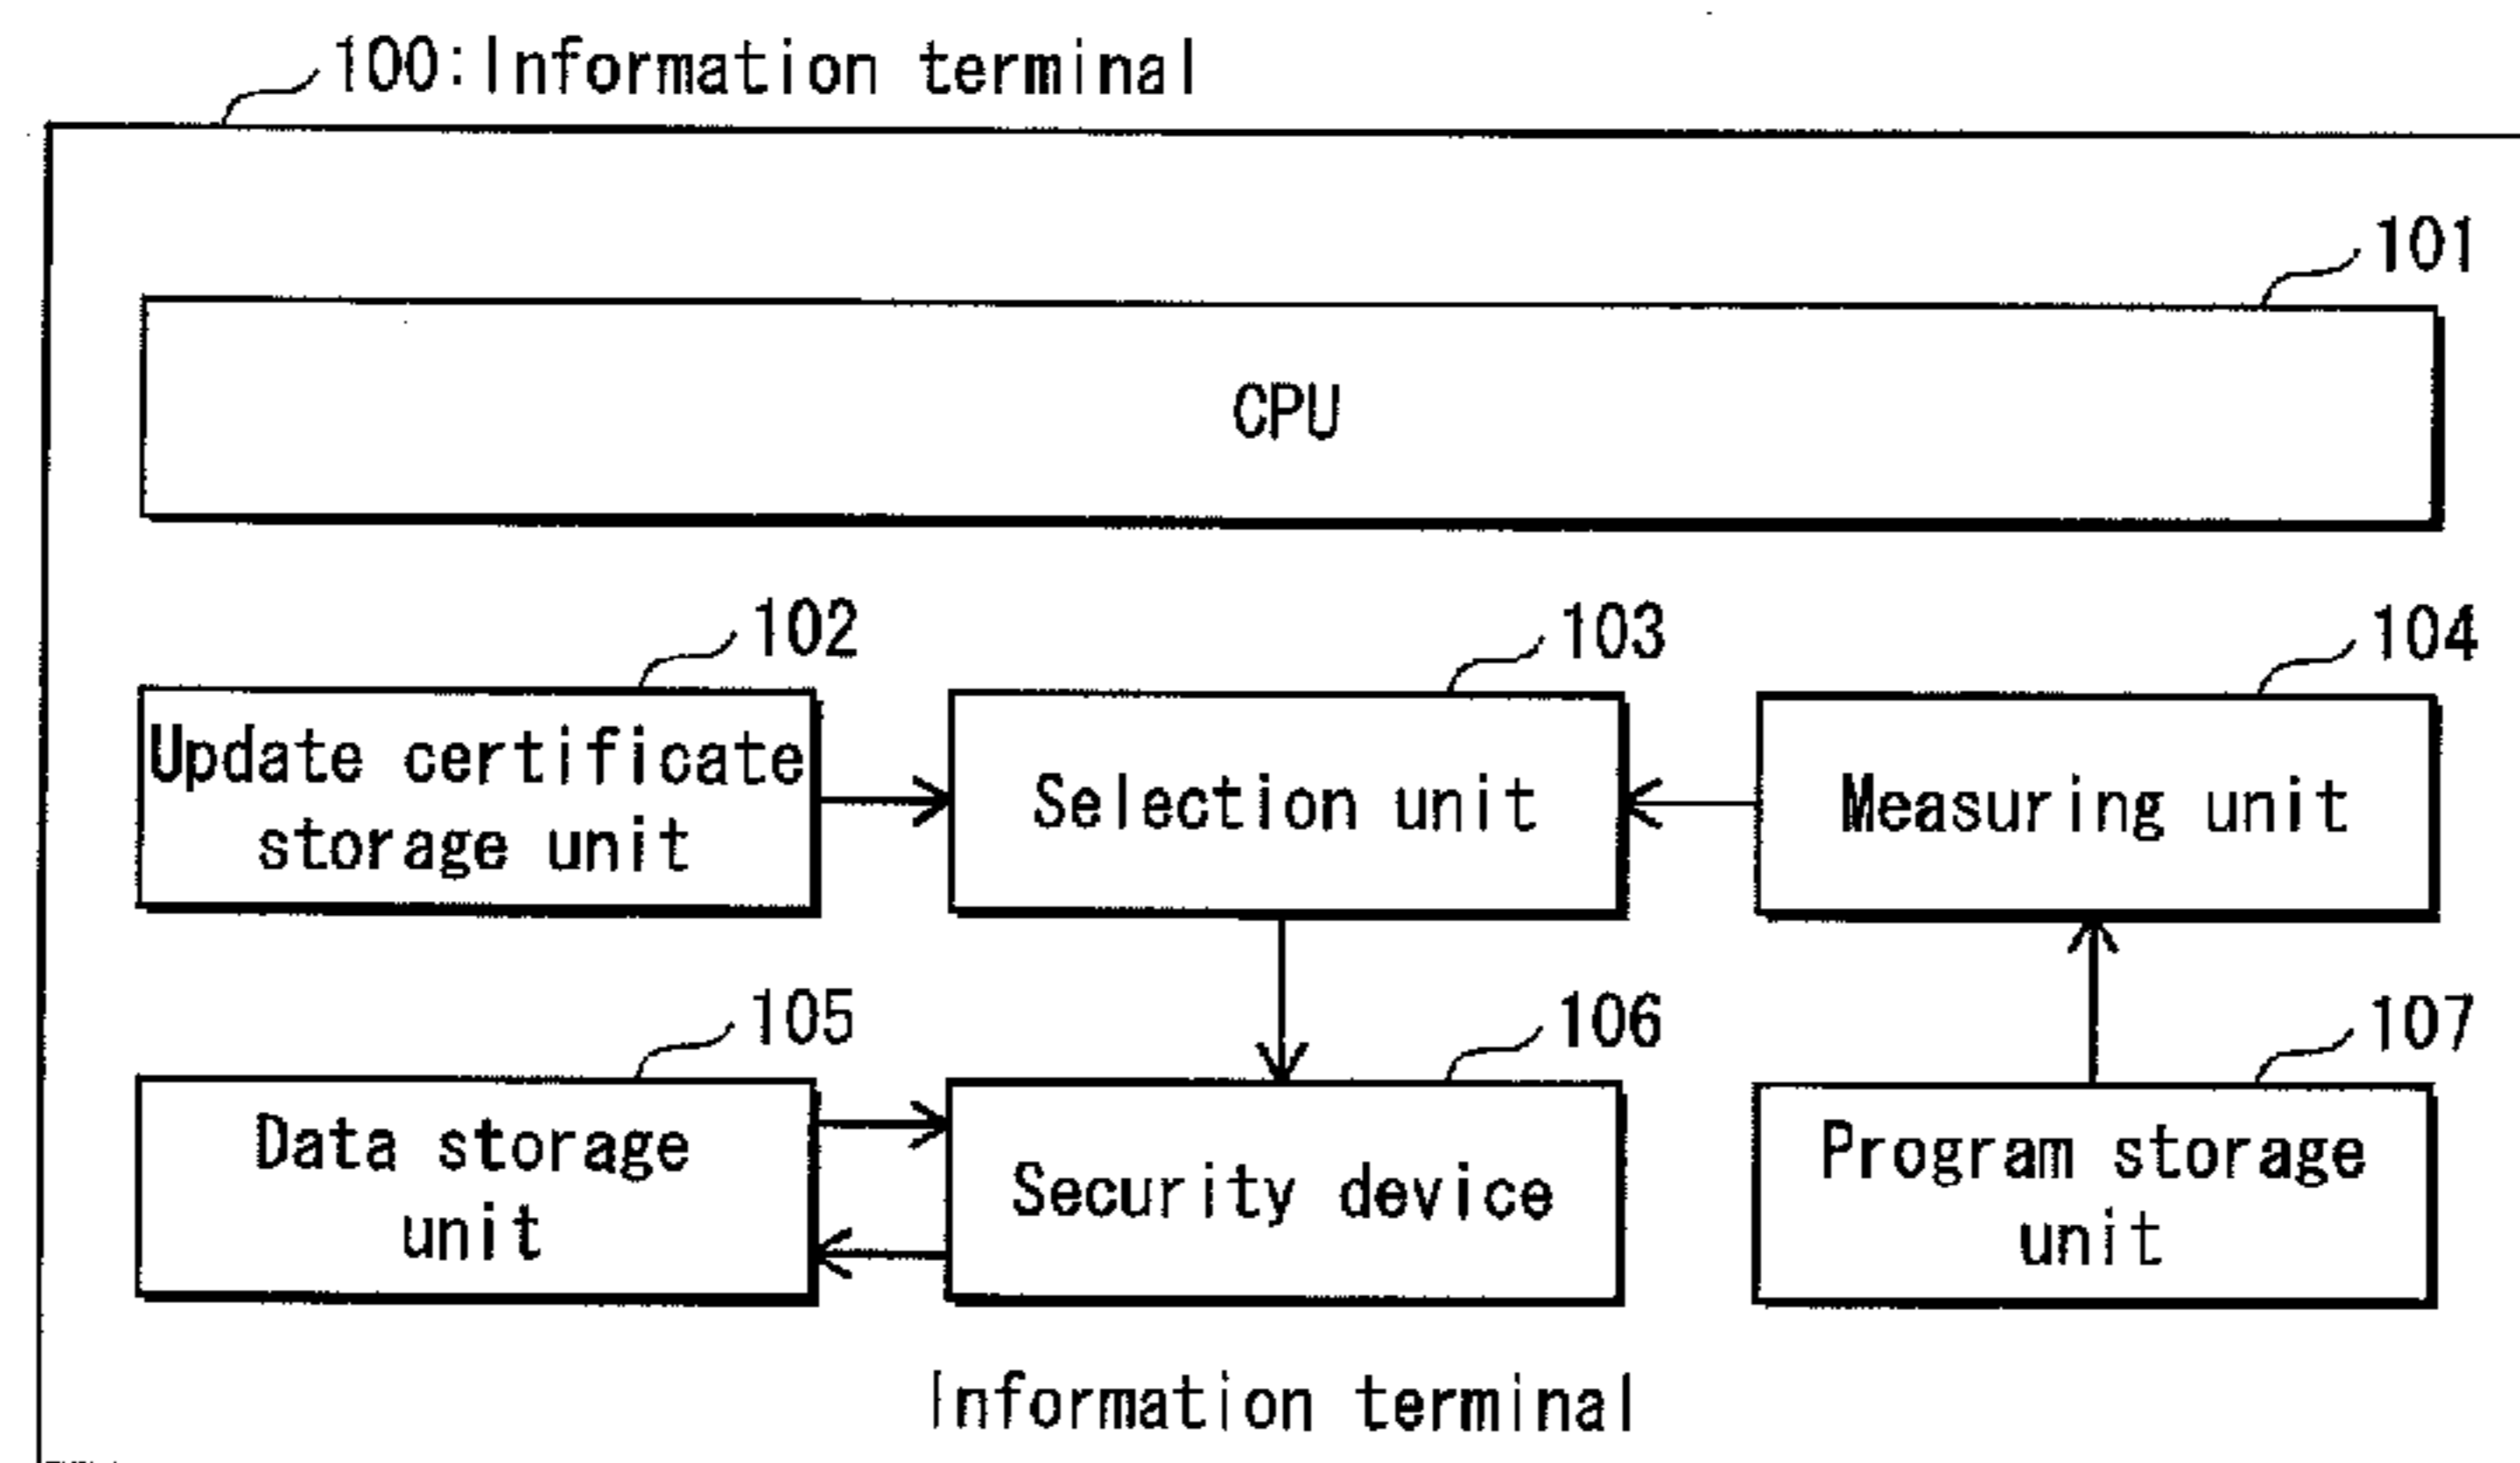 100:Information terminal
101
CPU
102
103
104
Update certificate
storage unit
Selection unit
Measuring unit
105
106
107
Data storage
unit
Security device
Program storage
unit
Information terminal